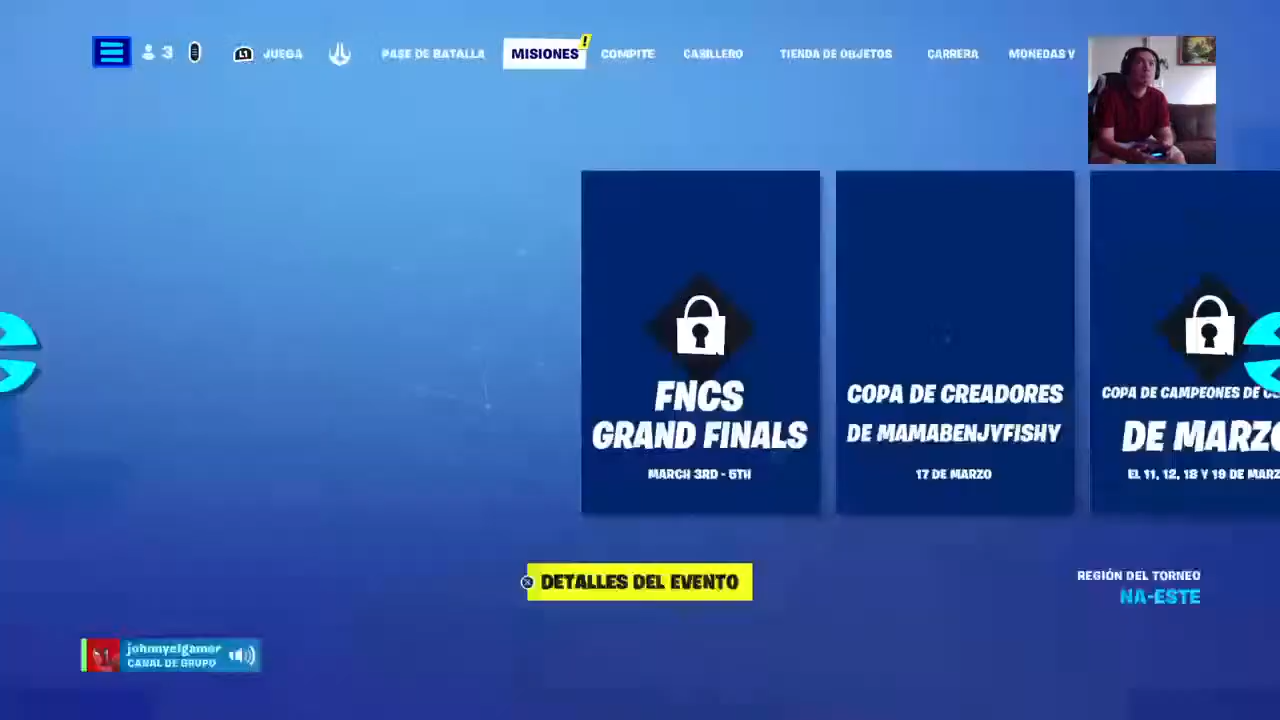 3
L1
JUEGA
PASE DE BATALLA
MISIONES
!
COMPITE
CASILLERO
TIENDA DE OBJETOS
CARRERA
MONEDAS V
FNCS
GRAND FINALS
MARCH 3RD - 5TH
COPA DE CREADORES
DE MAMABENJYFISHY
17 DE MARZO
COPA DE CAMPEONES DE
DE MARZO
EL 11, 12, 18 Y 19 DE MARZ
DETALLES DEL EVENTO
REGIÓN DEL TORNEO
NA-ESTE
johnnyelgamer
CANAL DE GRUPO